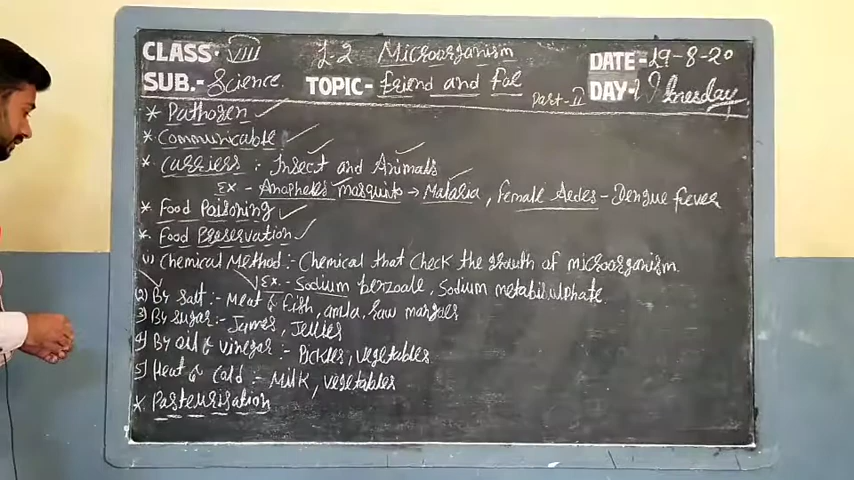 CLASS- VIII L-2 Microorganism DATE- 19-8-20
SUB.- Science TOPIC- friend and foe Part-II DAY-
* Pathogen
* Communicable
* Carriers : Insect and Animals
Ex - Anopheles mosquito → Malaria, Female Aedes - Dengue fever
* Food Poisoning
* Food Preservation
(1) Chemical Method :- Chemical that Check the growth of microorganism.
Ex. - Sodium benzoate, Sodium metabisulphate
(2) By salt :- Meat & fish, amla, raw mangoes
3) By sugar :- James, Jellies
4) By oil & vinegar :- Pickles, vegetables
5) Heat & cold :- Milk, vegetables
* Pasteurisation